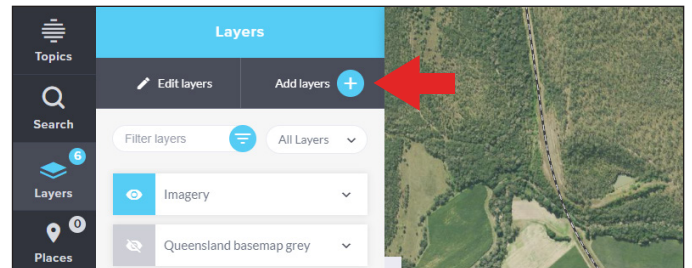 Topics
Search
6
Layers
0
Places
Layers
Edit layers
Add layers
Filter layers
All Layers
Imagery
Queensland basemap grey